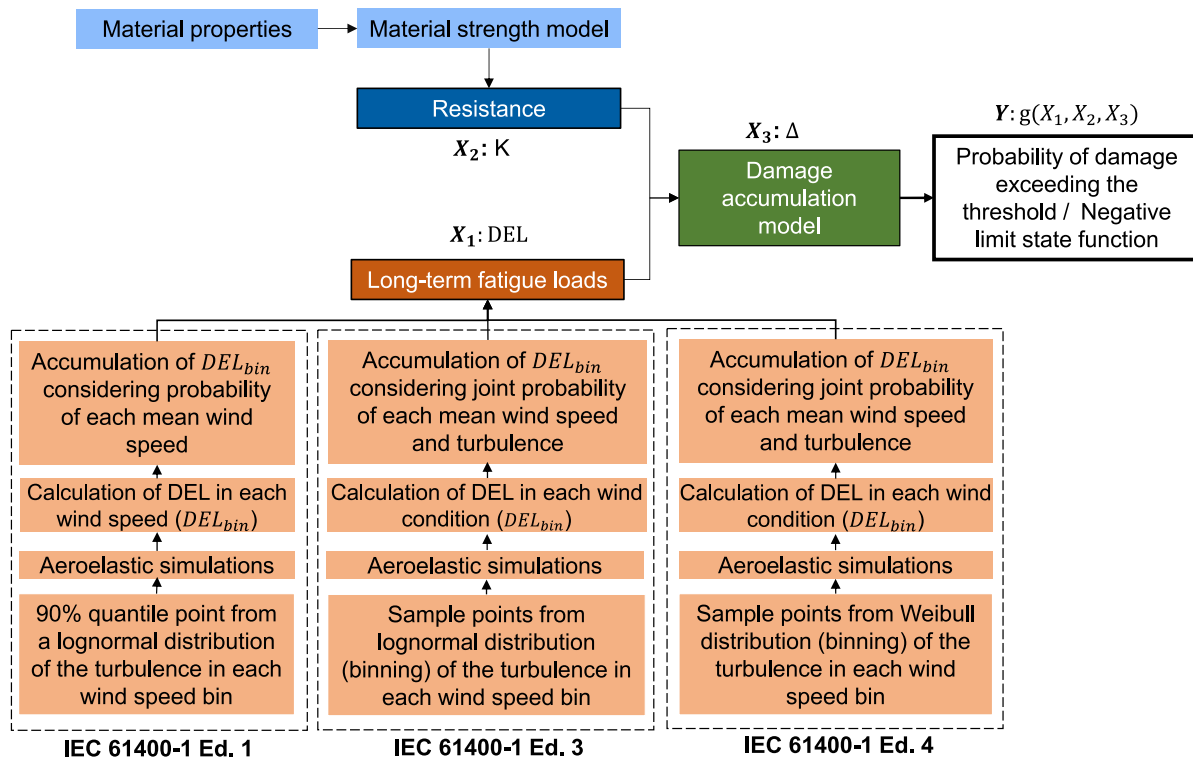 Material properties
Material strength model
Resistance
X₂: K
X₃: Δ
Y: g(X₁, X₂, X₃)
Damage
accumulation
model
Probability of damage
exceeding the
threshold / Negative
limit state function
X₁: DEL
Long-term fatigue loads
Accumulation of DEL_bin
considering probability
of each mean wind
speed
Calculation of DEL in each
wind speed (DEL_bin)
Aeroelastic simulations
90% quantile point from
a lognormal distribution
of the turbulence in each
wind speed bin
IEC 61400-1 Ed. 1
Accumulation of DEL_bin
considering joint probability
of each mean wind speed
and turbulence
Calculation of DEL in each wind
condition (DEL_bin)
Aeroelastic simulations
Sample points from
lognormal distribution
(binning) of the turbulence in
each wind speed bin
IEC 61400-1 Ed. 3
Accumulation of DEL_bin
considering joint probability
of each mean wind speed
and turbulence
Calculation of DEL in each wind
condition (DEL_bin)
Aeroelastic simulations
Sample points from Weibull
distribution (binning) of the
turbulence in each wind
speed bin
IEC 61400-1 Ed. 4